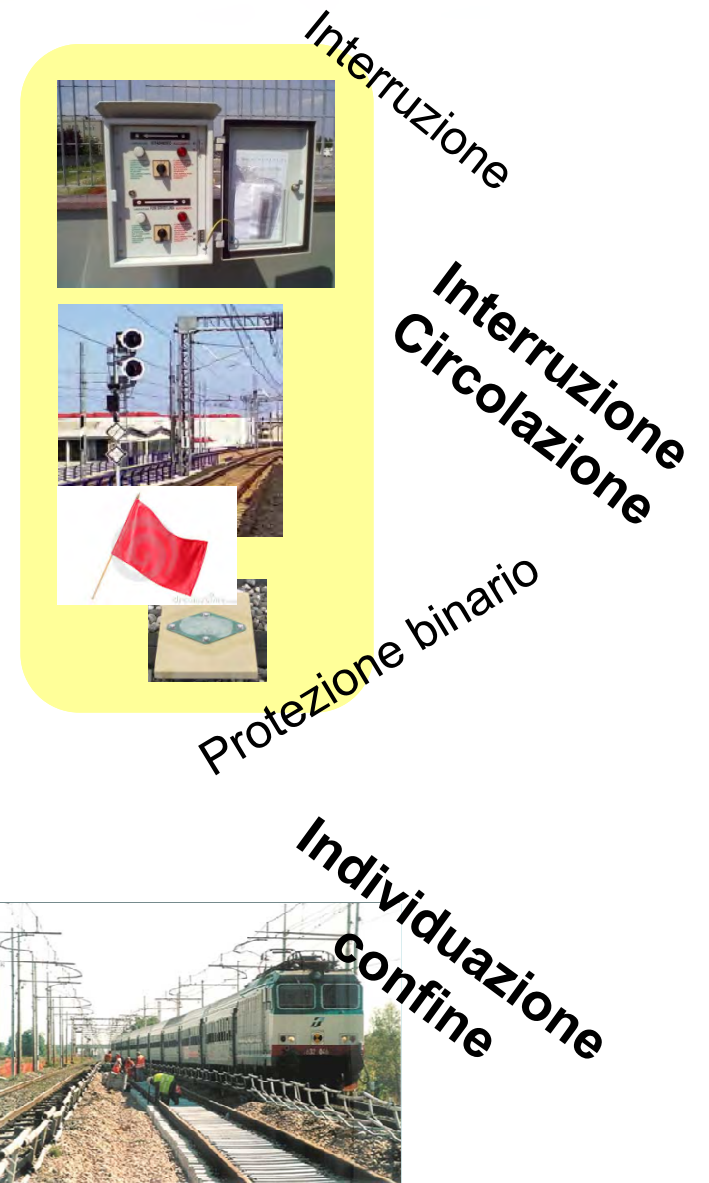 Interruzione
Interruzione
Circolazione
Protezione binario
Individuazione
confine